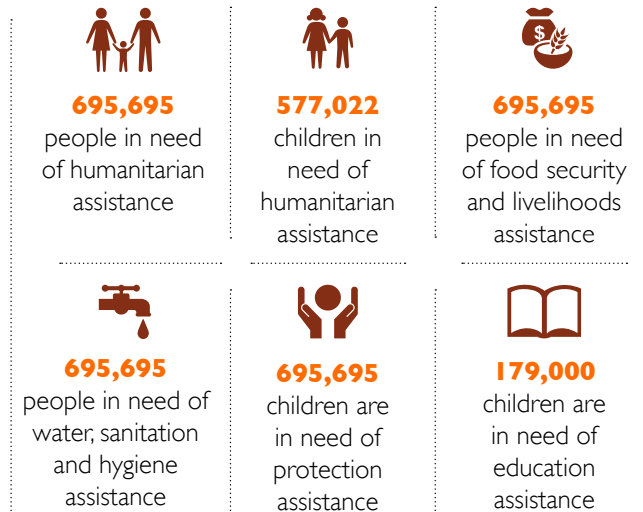 $
695,695
people in need
of humanitarian
assistance
577,022
children in
need of
humanitarian
assistance
695,695
people in need
of food security
and livelihoods
assistance
695,695
people in need of
water, sanitation
and hygiene
assistance
695,695
children are
in need of
protection
assistance
179,000
children are
in need of
education
assistance